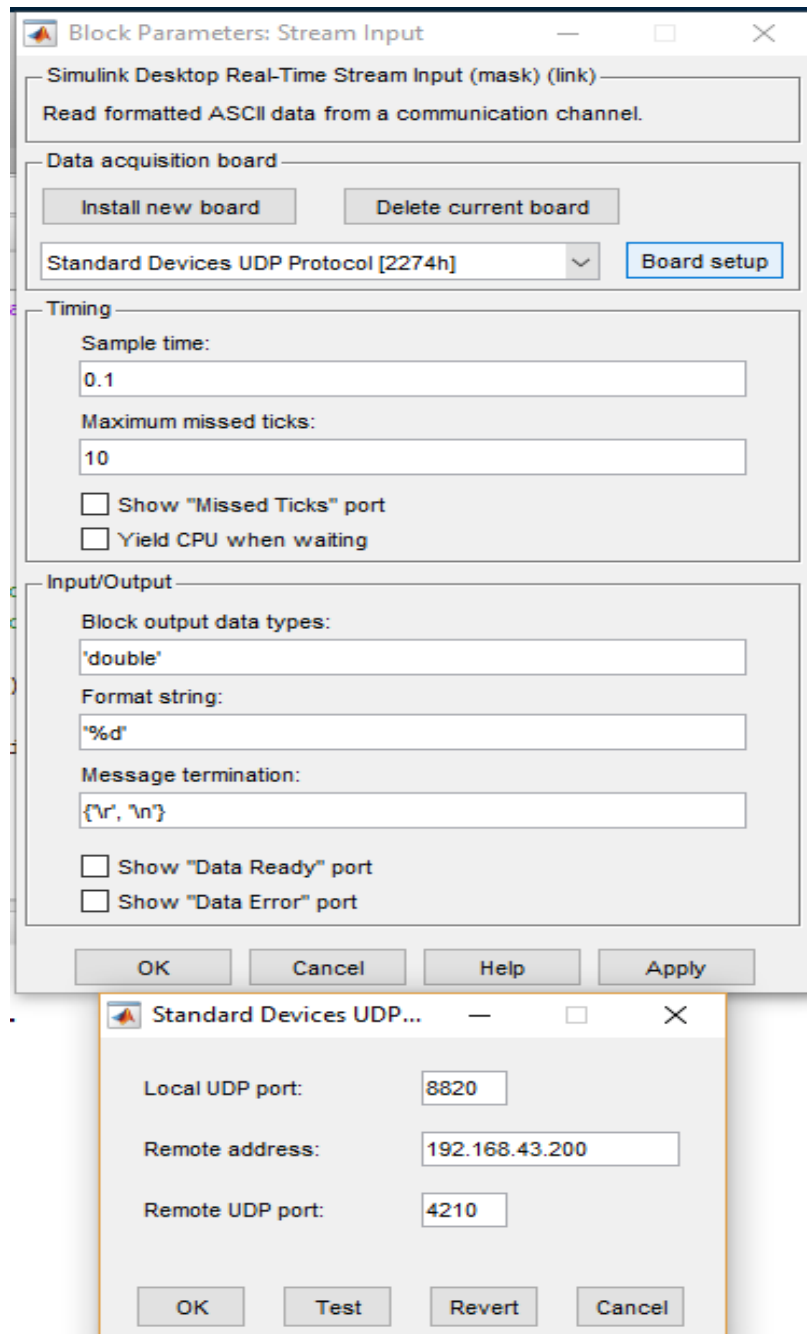 Block Parameters: Stream Input
Simulink Desktop Real-Time Stream Input (mask) (link)
Read formatted ASCII data from a communication channel.
Data acquisition board
Install new board Delete current board
Standard Devices UDP Protocol [2274h] Board setup
Timing
Sample time:
0.1
Maximum missed ticks:
10
Show "Missed Ticks" port
Yield CPU when waiting
Input/Output
Block output data types:
'double'
Format string:
'%d'
Message termination:
{'\r', '\n'}
Show "Data Ready" port
Show "Data Error" port
OK Cancel Help Apply
Standard Devices UDP...
Local UDP port: 8820
Remote address: 192.168.43.200
Remote UDP port: 4210
OK Test Revert Cancel